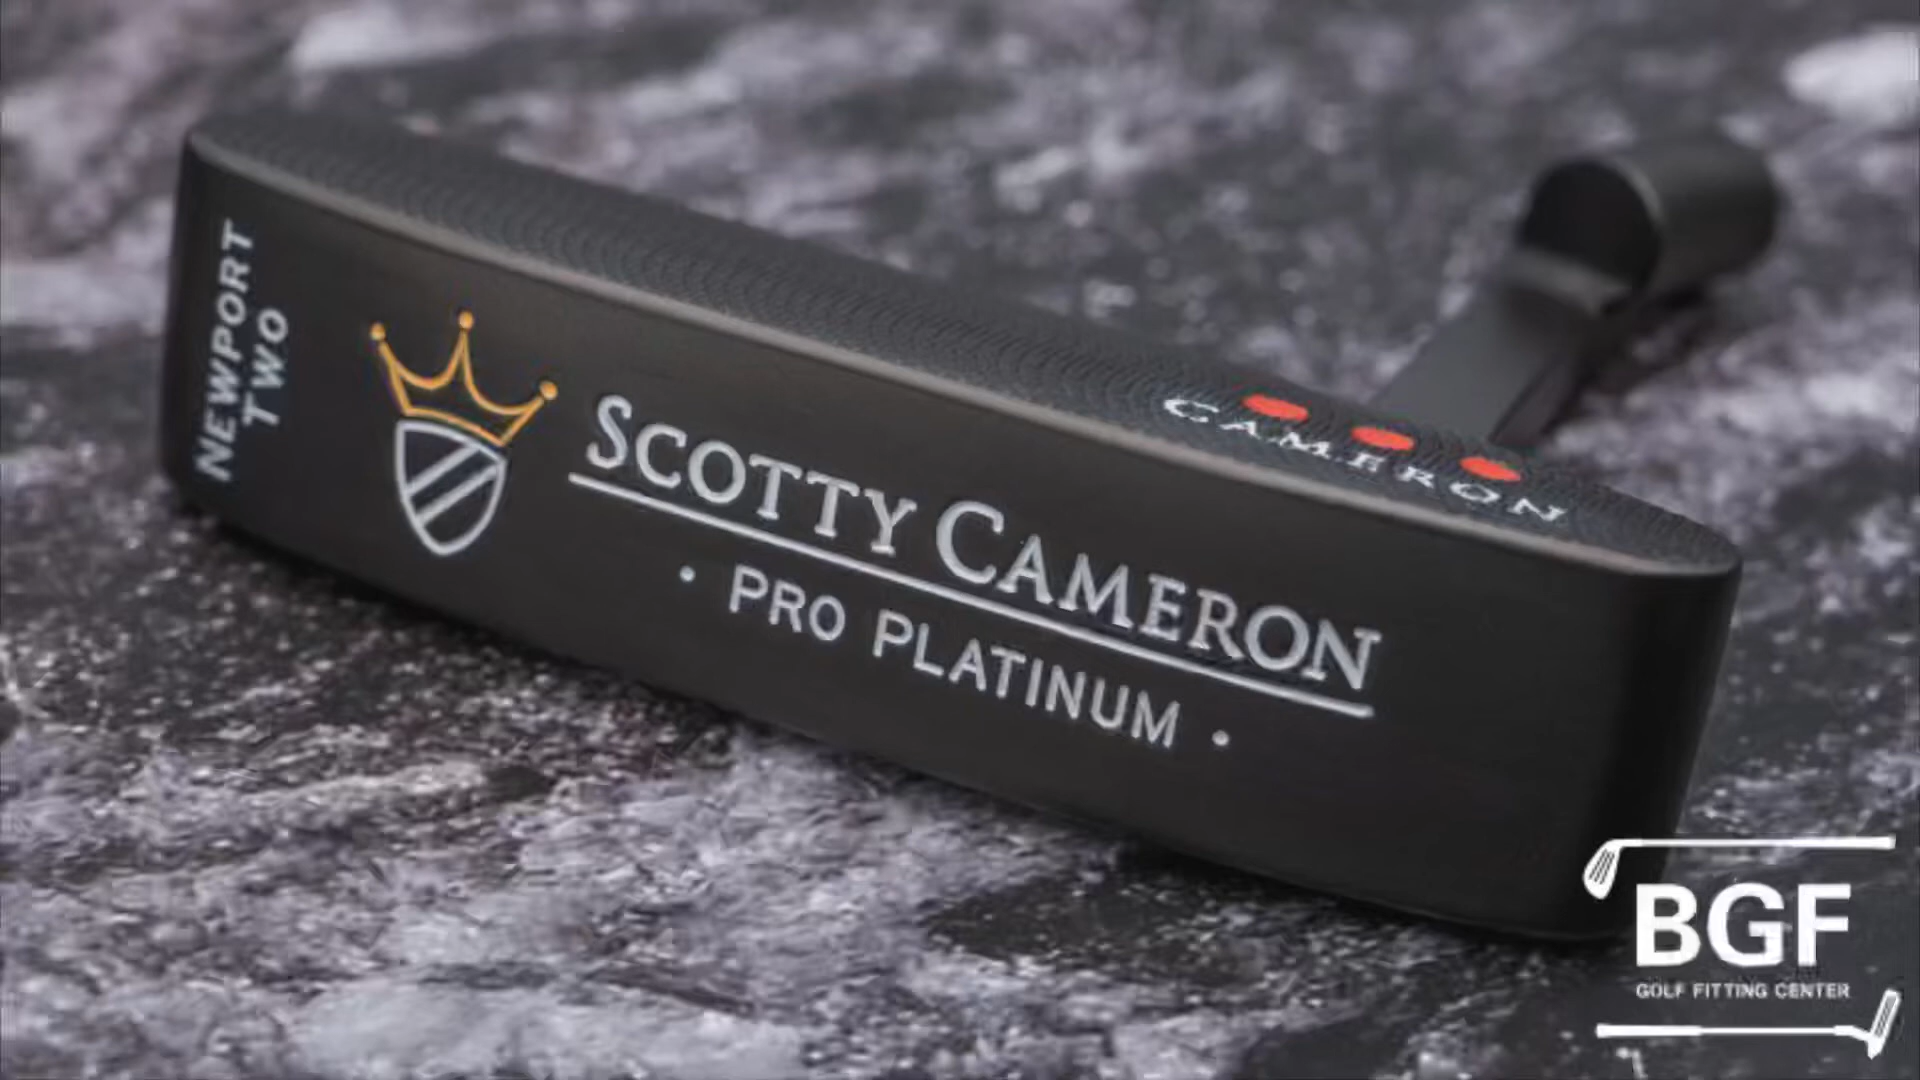 NEWPORT
TWO
SCOTTY CAMERON
· PRO PLATINUM ·
CAMERON
BGF
GOLF FITTING CENTER